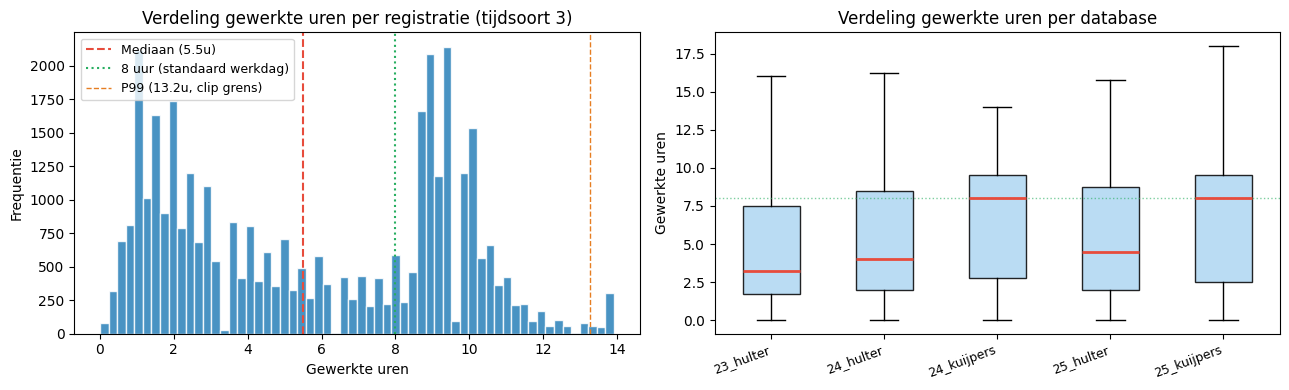 Verdeling gewerkte uren per registratie (tijdsoort 3)
Mediaan (5.5u)
8 uur (standaard werkdag)
P99 (13.2u, clip grens)
Frequentie
2000
1750
1500
1250
1000
750
500
250
0
0 2 4 6 8 10 12 14
Gewerkte uren
Verdeling gewerkte uren per database
Gewerkte uren
17.5
15.0
12.5
10.0
7.5
5.0
2.5
0.0
23_hulter 24_hulter 24_kuijpers 25_hulter 25_kuijpers